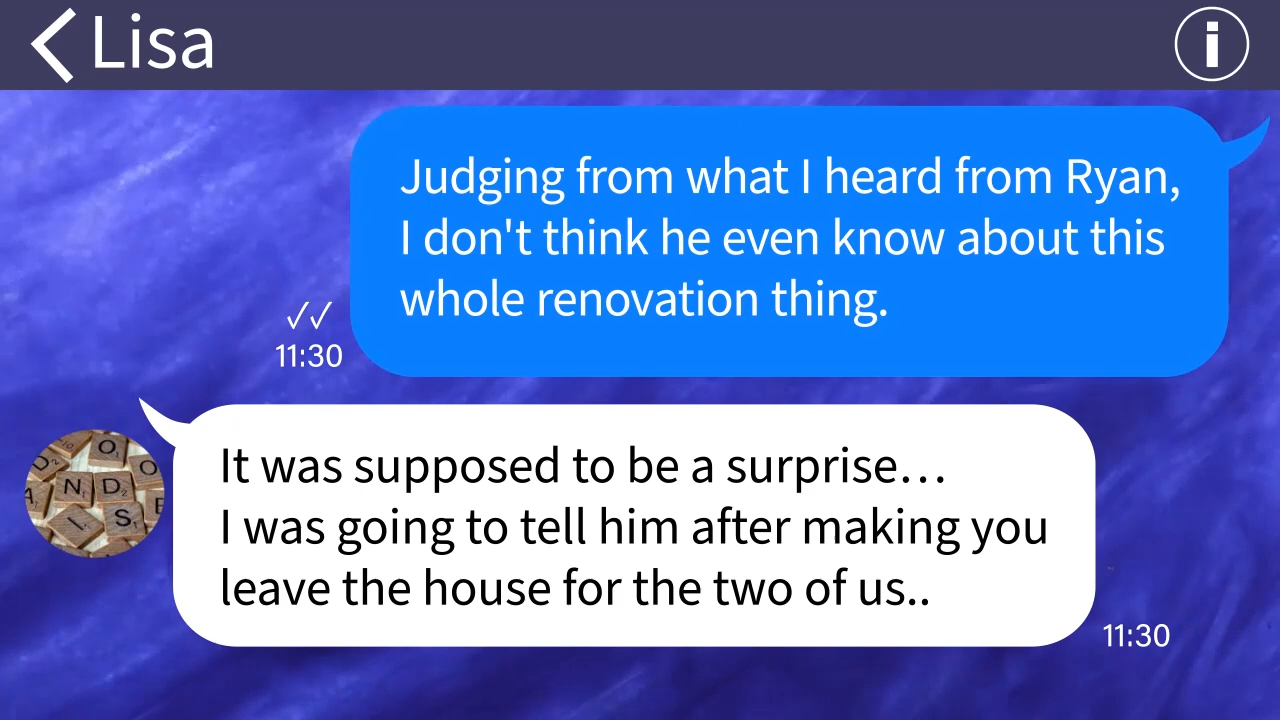 Lisa
i
Judging from what I heard from Ryan,
I don't think he even know about this
whole renovation thing.
11:30
It was supposed to be a surprise…
I was going to tell him after making you
leave the house for the two of us..
11:30
O
D
O
N D
A
S